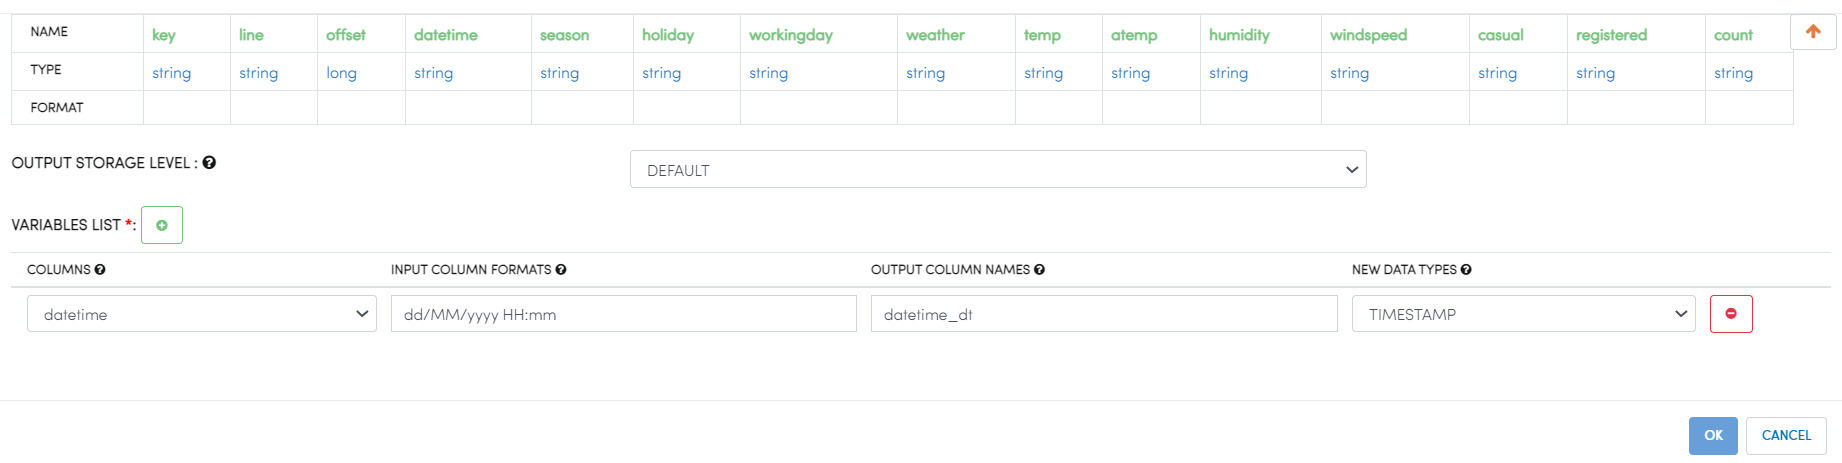 NAME key line offset datetime season holiday workingday weather temp atemp humidity windspeed casual registered count
TYPE string string long string string string string string string string string string string string string
FORMAT
OUTPUT STORAGE LEVEL : DEFAULT
VARIABLES LIST *:
COLUMNS INPUT COLUMN FORMATS OUTPUT COLUMN NAMES NEW DATA TYPES
datetime dd/MM/yyyy HH:mm datetime_dt TIMESTAMP
OK CANCEL